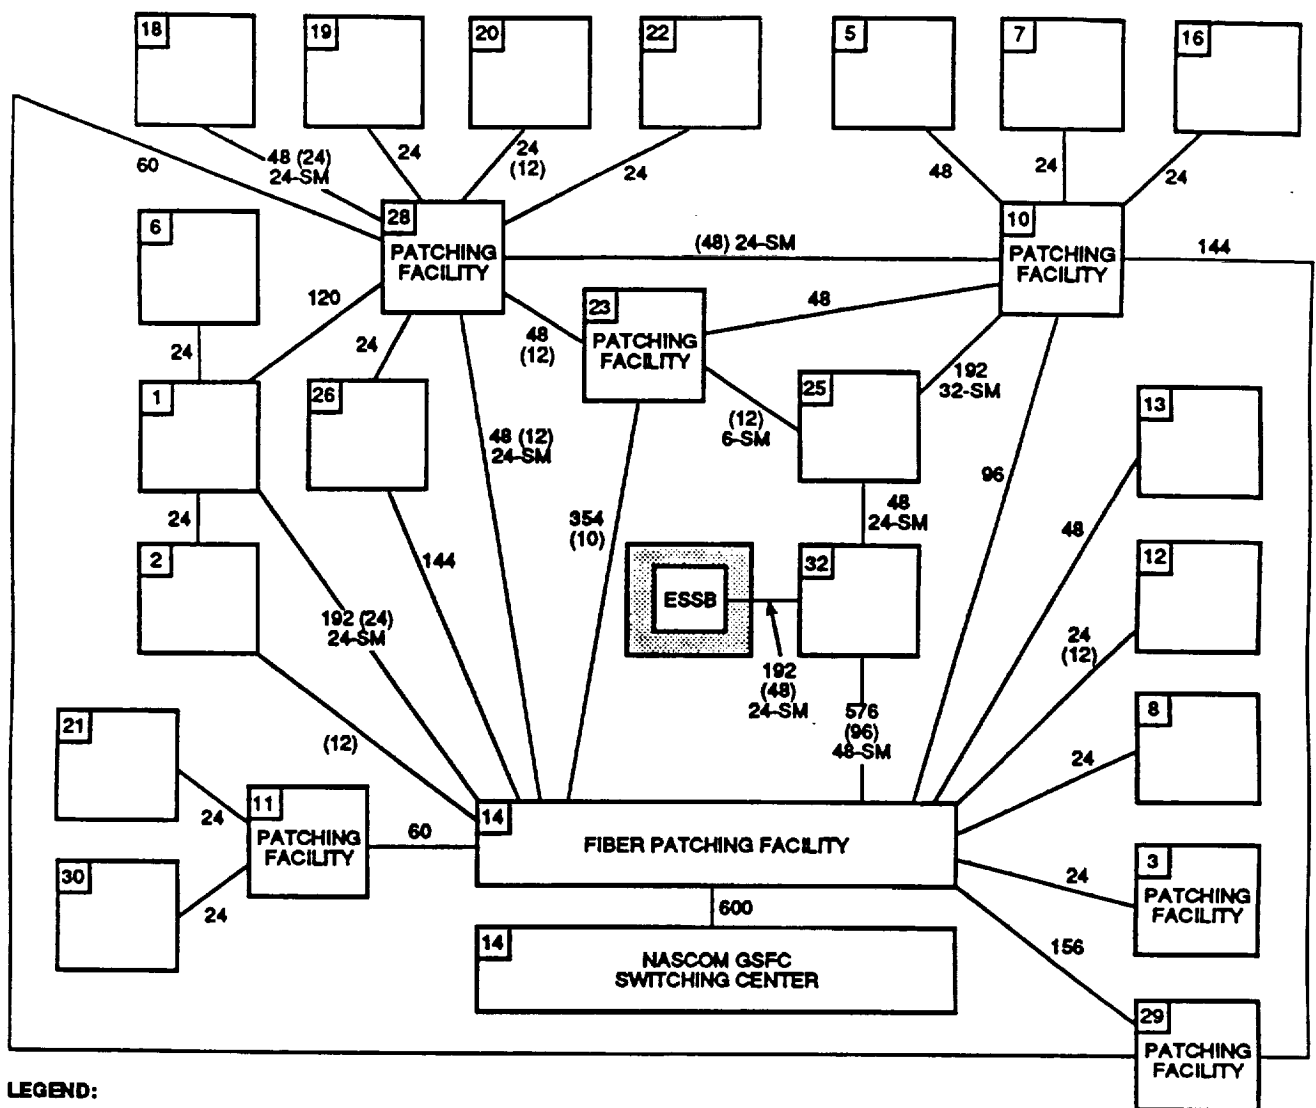 18
19
20
22
5
7
16
60
48 (24)
24-SM
24
24
(12)
24
48
24
24
6
28
PATCHING
FACILITY
(48) 24-SM
10
PATCHING
FACILITY
144
120
24
24
48
(12)
23
PATCHING
FACILITY
48
192
32-SM
1
26
25
13
(12)
6-SM
48 (12)
24-SM
96
24
144
354
(10)
48
24-SM
48
2
ESSB
32
12
192 (24)
24-SM
192
(48)
24-SM
24
(12)
576
(96)
48-SM
21
(12)
8
24
24
11
PATCHING
FACILITY
60
14
FIBER PATCHING FACILITY
24
3
PATCHING
FACILITY
30
24
600
14
NASCOM GSFC
SWITCHING CENTER
156
29
PATCHING
FACILITY
LEGEND: